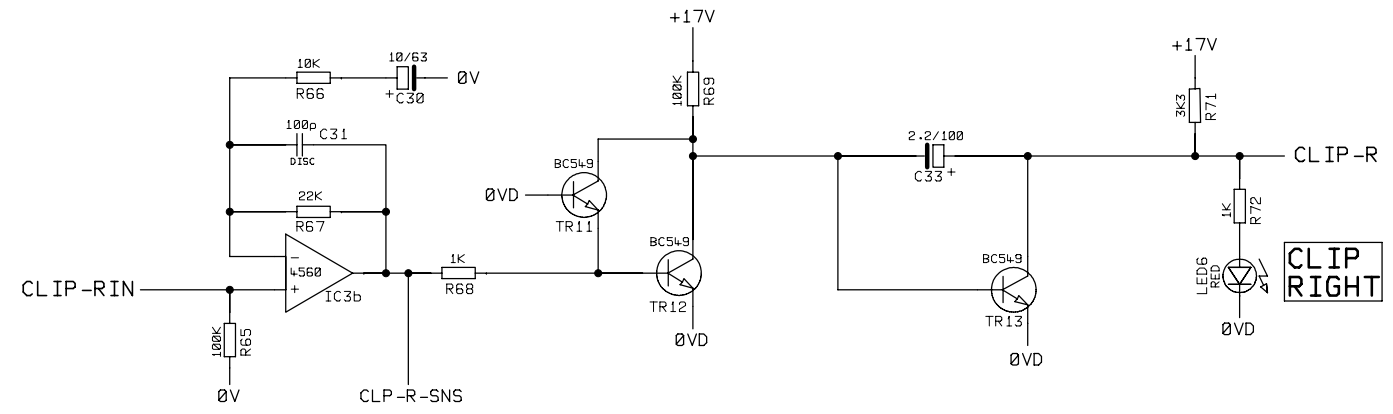 +17V
10/63
10K
0V
R66
+
C30
100K
R69
+17V
3K3
R71
100p
C31
DISC
2.2/100
C33
+
CLIP-R
BC549
0VD
TR11
22K
R67
1K
R72
BC549
TR12
0VD
4560
-
+
IC3b
1K
R68
CLIP-RIN
BC549
TR13
0VD
LED6
RED
0VD
CLIP
RIGHT
100K
R65
0V
CLP-R-SNS